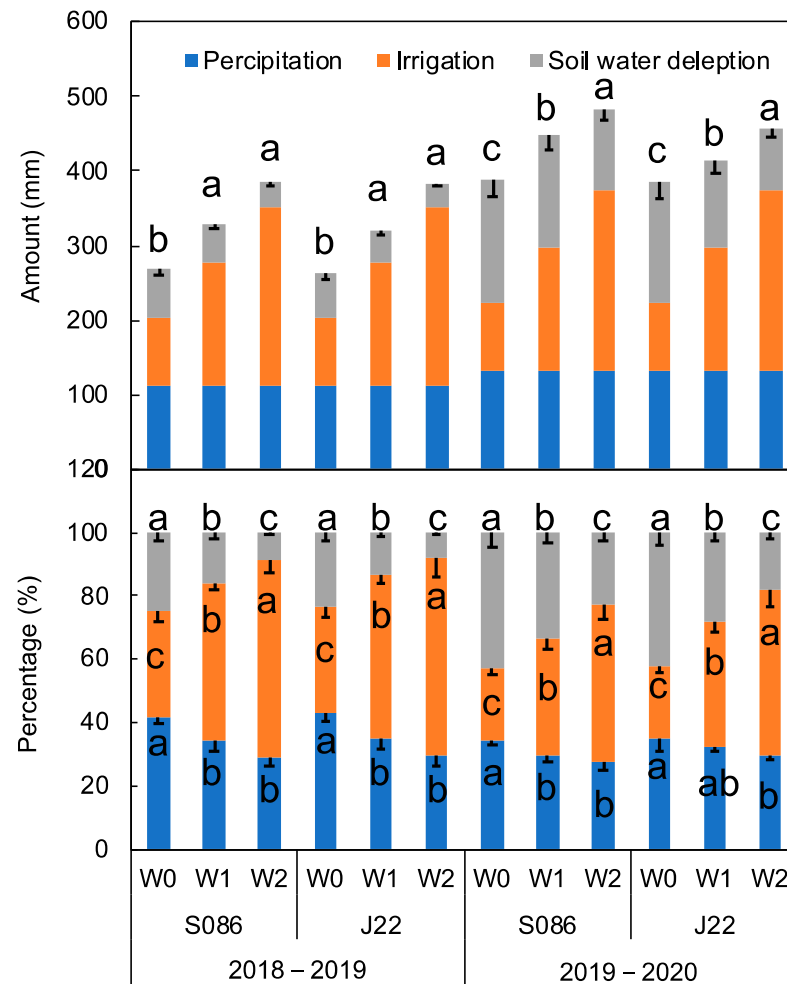 600
Percipitation Irrigation Soil water deleption
500
400
300
200
100
0
Amount (mm)
b a a b a a c b a c b a
120
100
80
60
40
20
0
Percentage (%)
a b c a b c a b c a b c
c b a c b a c b a c b a
a b b a b b a b b a ab b
W0 W1 W2 W0 W1 W2 W0 W1 W2 W0 W1 W2
S086 J22 S086 J22
2018 – 2019 2019 – 2020